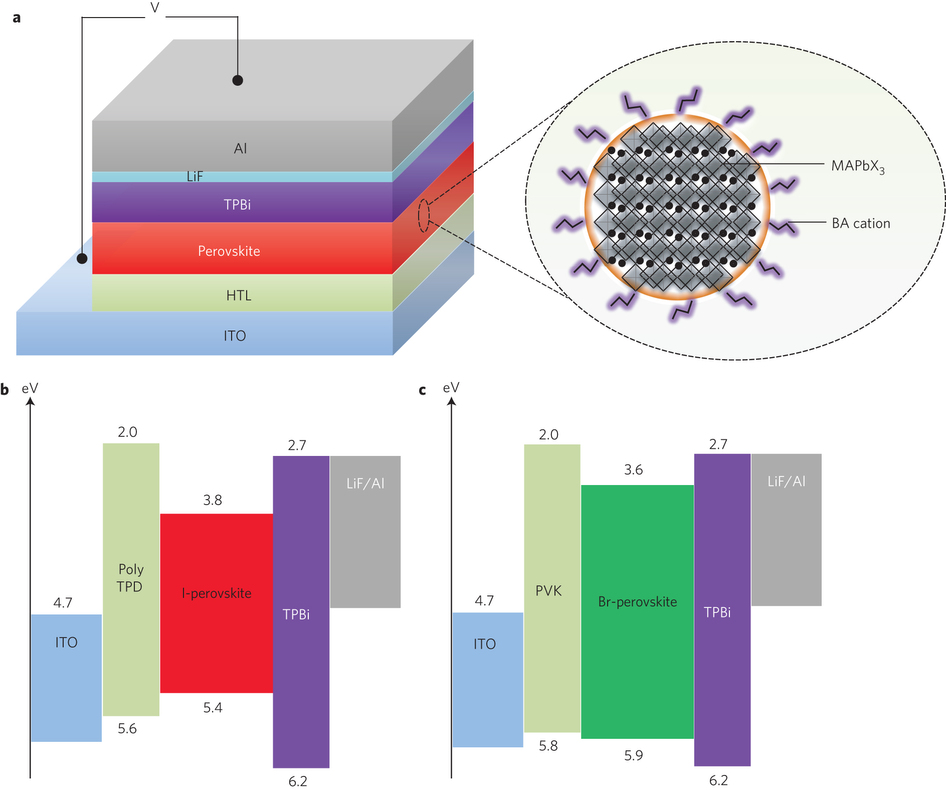 a
V
Al
LiF
TPBi
Perovskite
HTL
ITO
MAPbX3
BA cation
b
eV
2.0
2.7
LiF/Al
3.8
Poly
TPD
I-perovskite
4.7
ITO
TPBi
5.4
5.6
6.2
c
eV
2.0
2.7
3.6
LiF/Al
PVK
Br-perovskite
4.7
ITO
TPBi
5.8
5.9
6.2